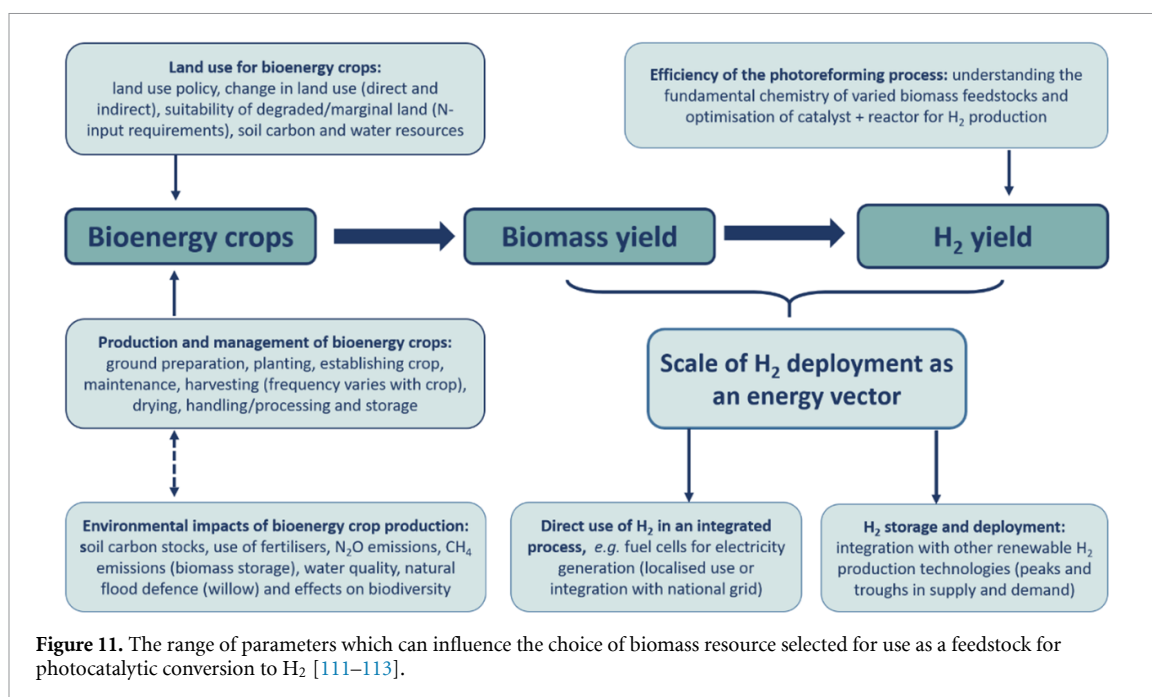 Land use for bioenergy crops:
land use policy, change in land use (direct and
indirect), suitability of degraded/marginal land (N-
input requirements), soil carbon and water resources
Efficiency of the photoreforming process: understanding the
fundamental chemistry of varied biomass feedstocks and
optimisation of catalyst + reactor for H₂ production
Bioenergy crops
Biomass yield
H₂ yield
Production and management of bioenergy crops:
ground preparation, planting, establishing crop,
maintenance, harvesting (frequency varies with crop),
drying, handling/processing and storage
Scale of H₂ deployment as
an energy vector
Environmental impacts of bioenergy crop production:
soil carbon stocks, use of fertilisers, N₂O emissions, CH₄
emissions (biomass storage), water quality, natural
flood defence (willow) and effects on biodiversity
Direct use of H₂ in an integrated
process, e.g. fuel cells for electricity
generation (localised use or
integration with national grid)
H₂ storage and deployment:
integration with other renewable H₂
production technologies (peaks and
troughs in supply and demand)
Figure 11. The range of parameters which can influence the choice of biomass resource selected for use as a feedstock for
photocatalytic conversion to H₂ [111–113].